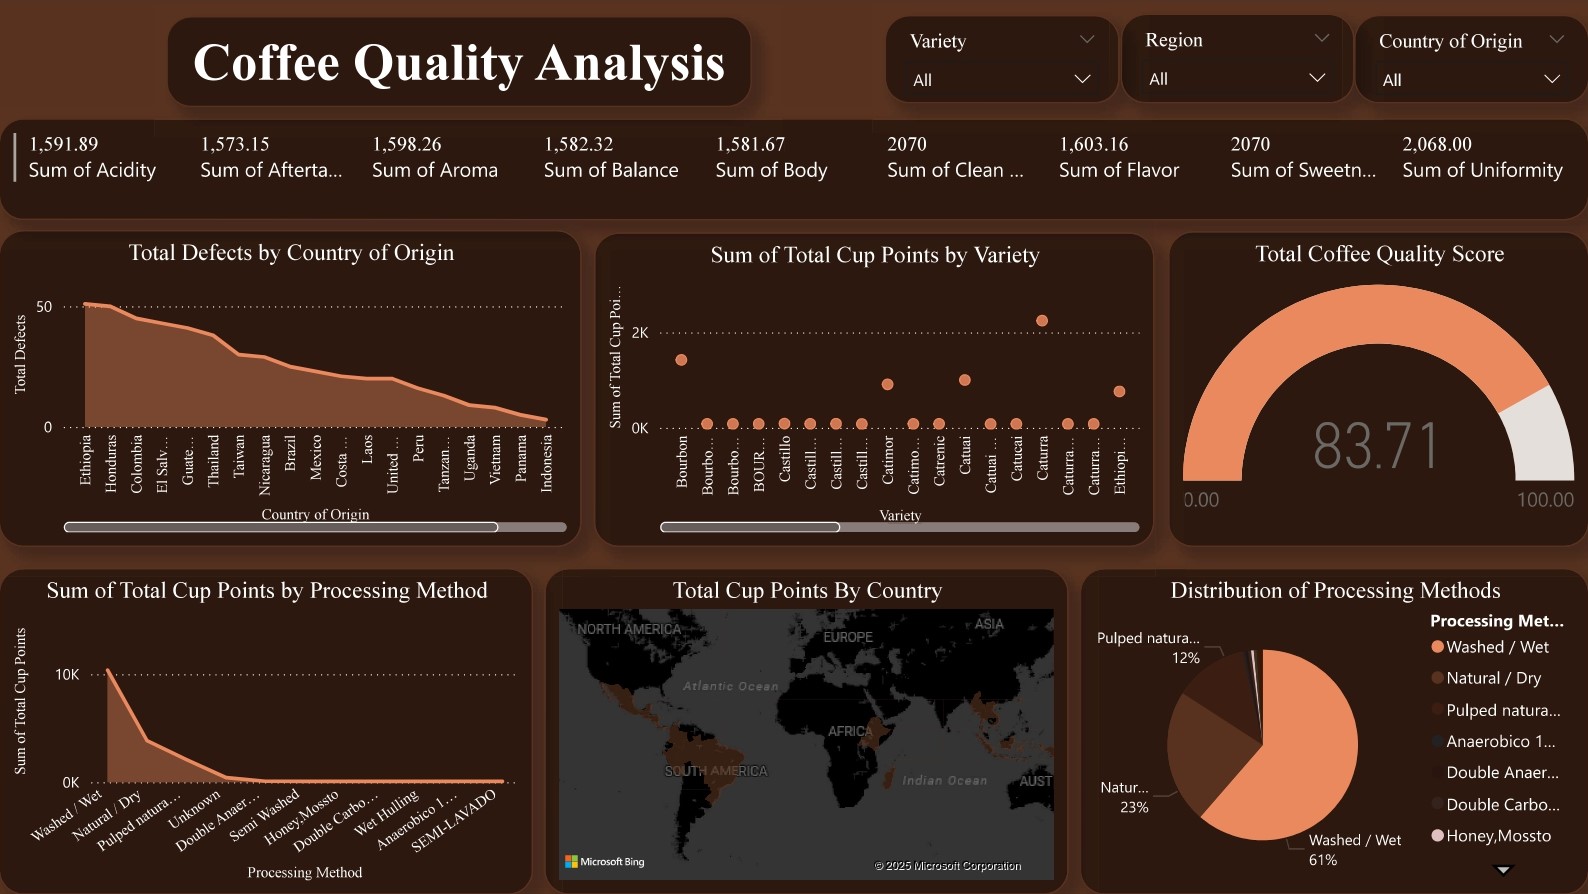 Coffee Quality Analysis
Variety
All
Region
All
Country of Origin
All
1,591.89
Sum of Acidity
1,573.15
Sum of Afterta...
1,598.26
Sum of Aroma
1,582.32
Sum of Balance
1,581.67
Sum of Body
2070
Sum of Clean ...
1,603.16
Sum of Flavor
2070
Sum of Sweetn...
2,068.00
Sum of Uniformity
Total Defects by Country of Origin
Total Defects
50
0
Ethiopia
Honduras
Colombia
El Salv...
Guate...
Thailand
Taiwan
Nicaragua
Brazil
Mexico
Costa ...
Laos
United ...
Peru
Tanzan...
Uganda
Vietnam
Panama
Indonesia
Country of Origin
Sum of Total Cup Points by Variety
Sum of Total Cup Poi...
2K
0K
Bourbon
Bourbo...
Bourbo...
BOUR...
Castillo
Castill...
Castill...
Castill...
Catimor
Caimo...
Catrenic
Catuai
Catuai ...
Catucai
Caturra
Caturra...
Caturra...
Ethiopi...
Variety
Total Coffee Quality Score
83.71
0.00
100.00
Sum of Total Cup Points by Processing Method
Sum of Total Cup Points
10K
0K
Washed / Wet
Natural / Dry
Pulped natura...
Unknown
Double Anaer...
Semi Washed
Honey,Mossto
Double Carbo...
Wet Hulling
Anaerobico 1...
SEMI-LAVADO
Processing Method
Total Cup Points By Country
NORTH AMERICA
EUROPE
ASIA
Atlantic Ocean
AFRICA
SOUTH AMERICA
Indian Ocean
AUST
Microsoft Bing
© 2025 Microsoft Corporation
Distribution of Processing Methods
Pulped natura...
12%
Natur...
23%
Washed / Wet
61%
Processing Met...
Washed / Wet
Natural / Dry
Pulped natura...
Anaerobico 1...
Double Anaer...
Double Carbo...
Honey,Mossto